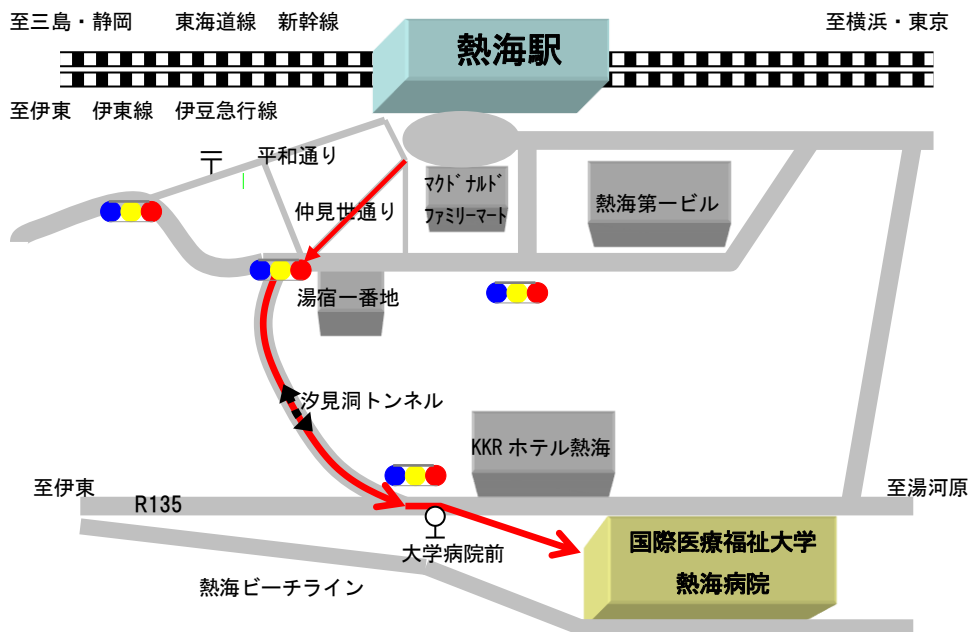 至三島・静岡 東海道線 新幹線
至横浜・東京
熱海駅
至伊東 伊東線 伊豆急行線
平和通り
マクドナルド
ファミリーマート
熱海第一ビル
仲見世通り
湯宿一番地
汐見洞トンネル
KKR ホテル熱海
至伊東
至湯河原
R135
大学病院前
国際医療福祉大学
熱海病院
熱海ビーチライン